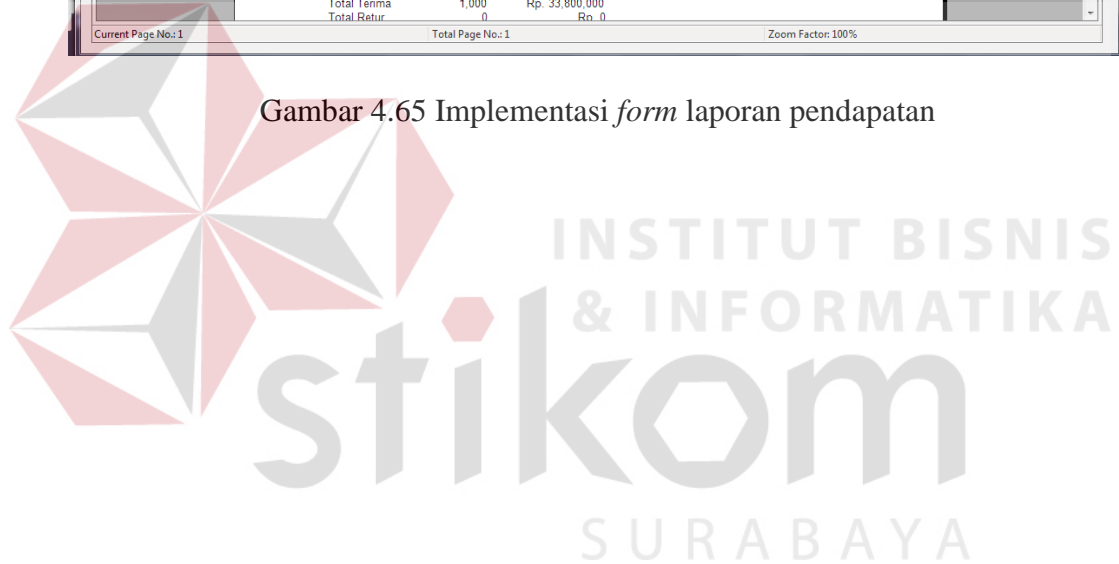 Total Terima 1,000 Rp. 33,800,000
Total Retur 0 Rp. 0
Current Page No.: 1 Total Page No.: 1 Zoom Factor: 100%
Gambar 4.65 Implementasi form laporan pendapatan
INSTITUT BISNIS
& INFORMATIKA
stikom
SURABAYA